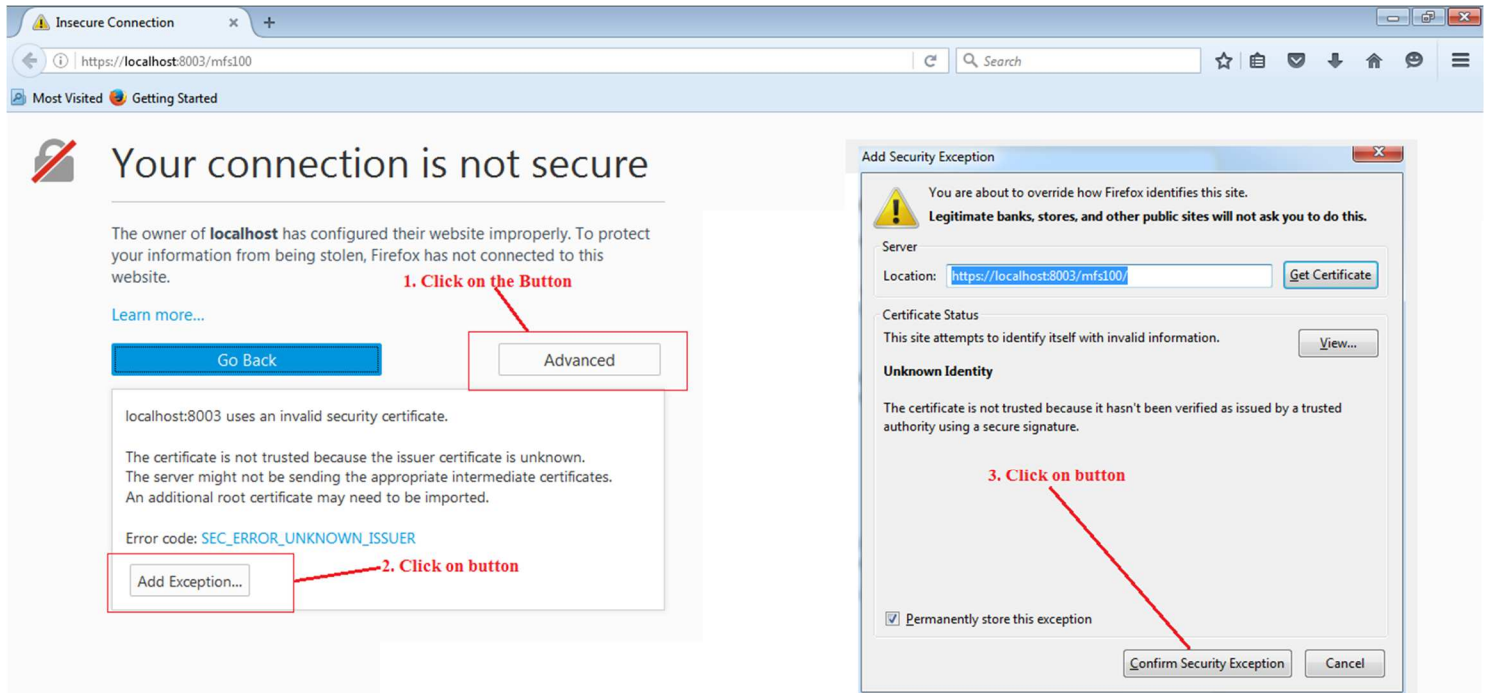 Insecure Connection
https://localhost:8003/mfs100
Search
Most Visited Getting Started
Your connection is not secure
The owner of localhost has configured their website improperly. To protect
your information from being stolen, Firefox has not connected to this
website.
1. Click on the Button
Learn more...
Go Back
Advanced
localhost:8003 uses an invalid security certificate.
The certificate is not trusted because the issuer certificate is unknown.
The server might not be sending the appropriate intermediate certificates.
An additional root certificate may need to be imported.
Error code: SEC_ERROR_UNKNOWN_ISSUER
2. Click on button
Add Exception...
Add Security Exception
You are about to override how Firefox identifies this site.
Legitimate banks, stores, and other public sites will not ask you to do this.
Server
Location: https://localhost:8003/mfs100/ Get Certificate
Certificate Status
This site attempts to identify itself with invalid information.
View...
Unknown Identity
The certificate is not trusted because it hasn't been verified as issued by a trusted
authority using a secure signature.
3. Click on button
Permanently store this exception
Confirm Security Exception
Cancel